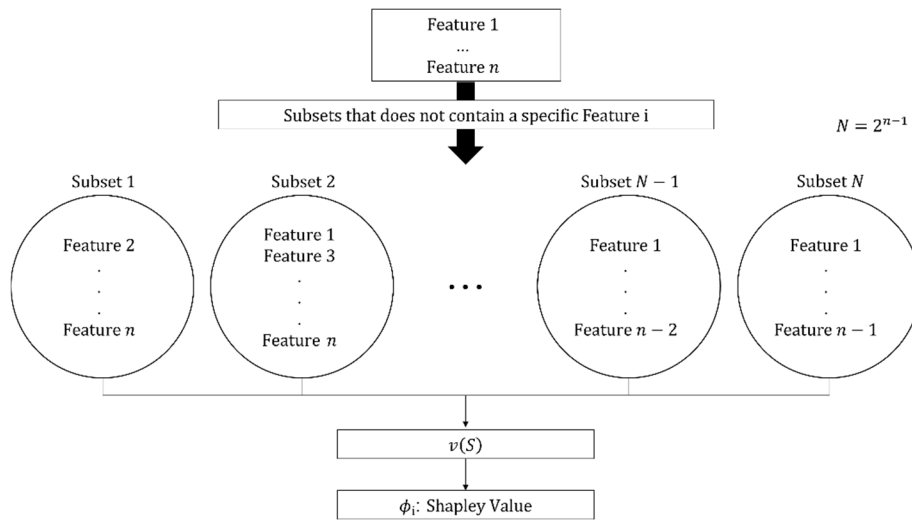 Feature 1
...
Feature n
Subsets that does not contain a specific Feature i
N = 2ⁿ⁻¹
Subset 1
Subset 2
Subset N − 1
Subset N
Feature 2
.
.
.
Feature n
Feature 1
Feature 3
.
.
.
Feature n
...
Feature 1
.
.
.
Feature n − 2
Feature 1
.
.
.
Feature n − 1
v(S)
ϕᵢ: Shapley Value